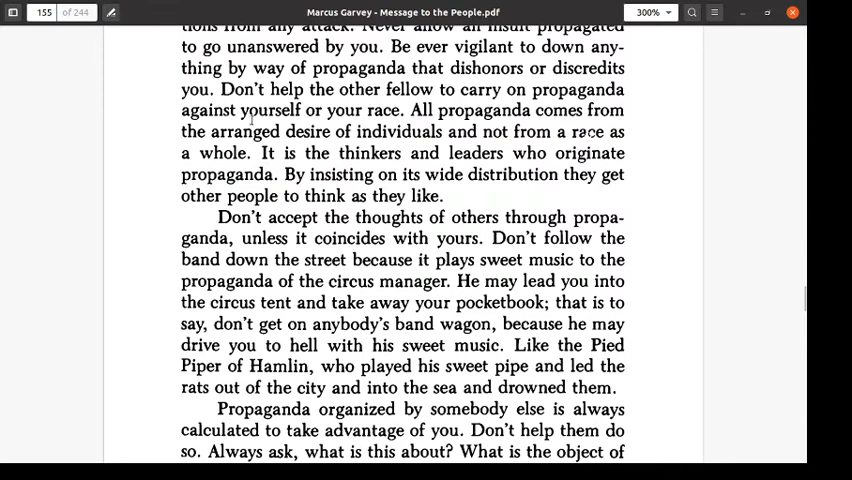 155 of 244
Marcus Garvey - Message to the People.pdf
300%
tions from any attack. Never allow an insult propagated
to go unanswered by you. Be ever vigilant to down any-
thing by way of propaganda that dishonors or discredits
you. Don't help the other fellow to carry on propaganda
against yourself or your race. All propaganda comes from
the arranged desire of individuals and not from a race as
a whole. It is the thinkers and leaders who originate
propaganda. By insisting on its wide distribution they get
other people to think as they like.
Don't accept the thoughts of others through propa-
ganda, unless it coincides with yours. Don't follow the
band down the street because it plays sweet music to the
propaganda of the circus manager. He may lead you into
the circus tent and take away your pocketbook; that is to
say, don't get on anybody's band wagon, because he may
drive you to hell with his sweet music. Like the Pied
Piper of Hamlin, who played his sweet pipe and led the
rats out of the city and into the sea and drowned them.
Propaganda organized by somebody else is always
calculated to take advantage of you. Don't help them do
so. Always ask, what is this about? What is the object of